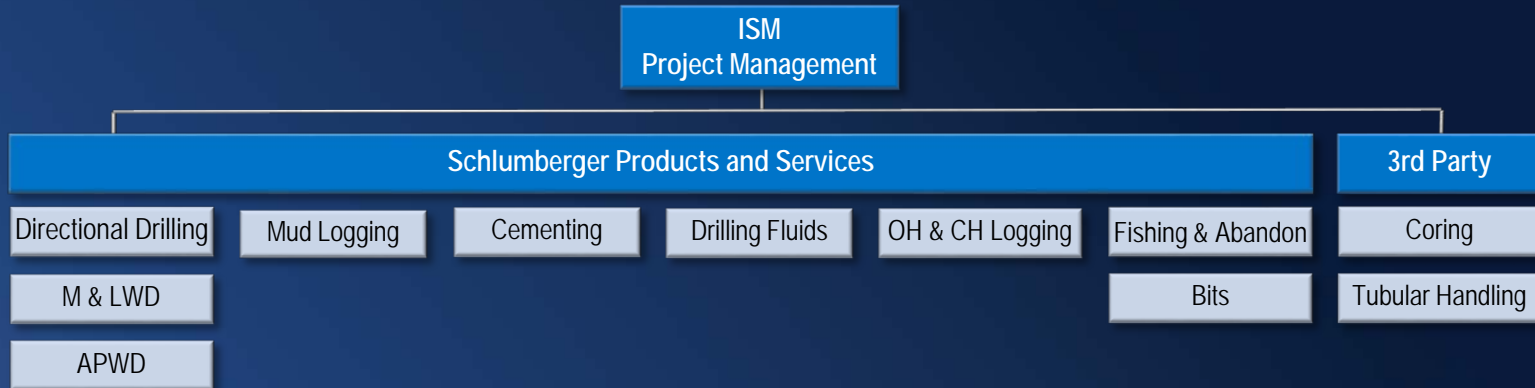 ISM
Project Management
Schlumberger Products and Services
3rd Party
Directional Drilling
Mud Logging
Cementing
Drilling Fluids
OH & CH Logging
Fishing & Abandon
Coring
M & LWD
Bits
Tubular Handling
APWD